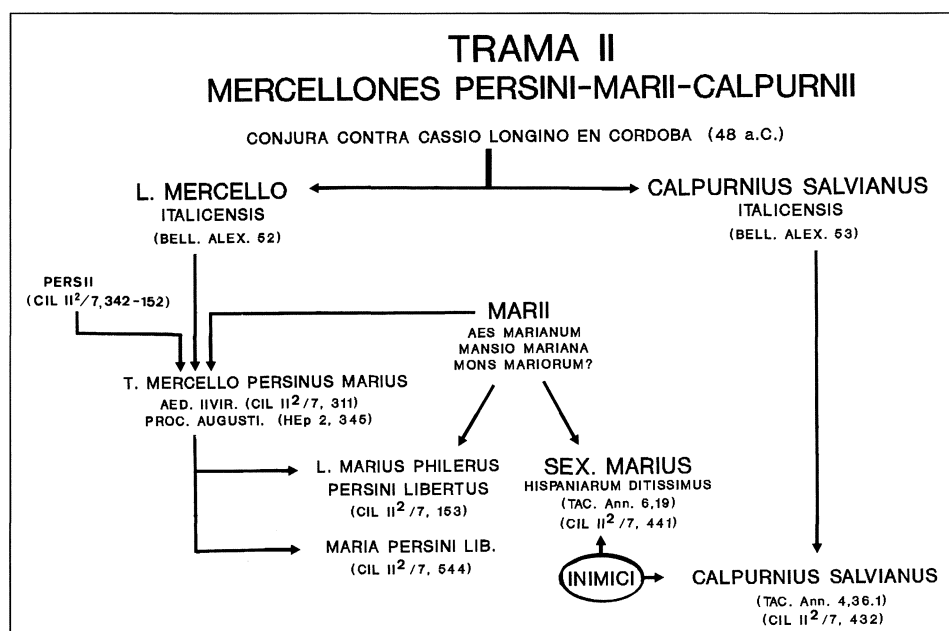 TRAMA II
MERCELLONES PERSINI-MARII-CALPURNII
CONJURA CONTRA CASSIO LONGINO EN CORDOBA (48 a.C.)
L. MERCELLO
ITALICENSIS
(BELL. ALEX. 52)
CALPURNIUS SALVIANUS
ITALICENSIS
(BELL. ALEX. 53)
PERSII
(CIL II²/7, 342-152)
MARII
AES MARIANUM
MANSIO MARIANA
MONS MARIORUM?
T. MERCELLO PERSINUS MARIUS
AED. IIVIR. (CIL II²/7, 311)
PROC. AUGUSTI. (HEp 2, 345)
L. MARIUS PHILERUS
PERSINI LIBERTUS
(CIL II²/7, 153)
SEX. MARIUS
HISPANIARUM DITISSIMUS
(TAC. Ann. 6,19)
(CIL II²/7, 441)
MARIA PERSINI LIB.
(CIL II²/7, 544)
INIMICI
CALPURNIUS SALVIANUS
(TAC. Ann. 4,36.1)
(CIL II²/7, 432)